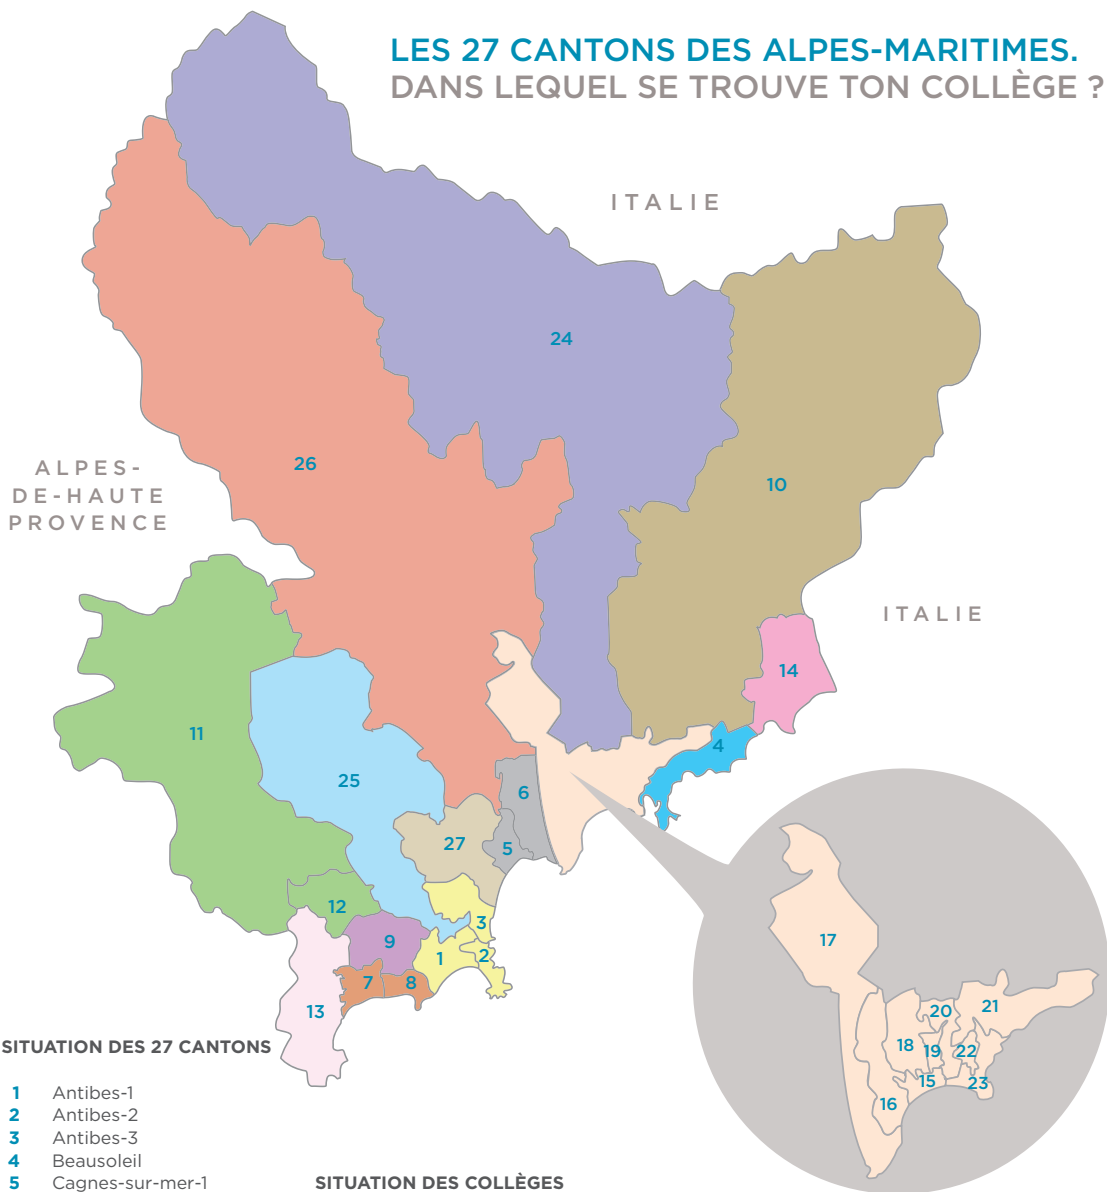 LES 27 CANTONS DES ALPES-MARITIMES.
DANS LEQUEL SE TROUVE TON COLLÈGE ?
ITALIE
24
26
10
ALPES-
DE-HAUTE
PROVENCE
ITALIE
14
11
4
25
6
27
5
12
3
9
2
1
7
8
13
17
20
21
18
19
22
15
23
16
SITUATION DES 27 CANTONS
1 Antibes-1
2 Antibes-2
3 Antibes-3
4 Beausoleil
5 Cagnes-sur-mer-1
SITUATION DES COLLÈGES